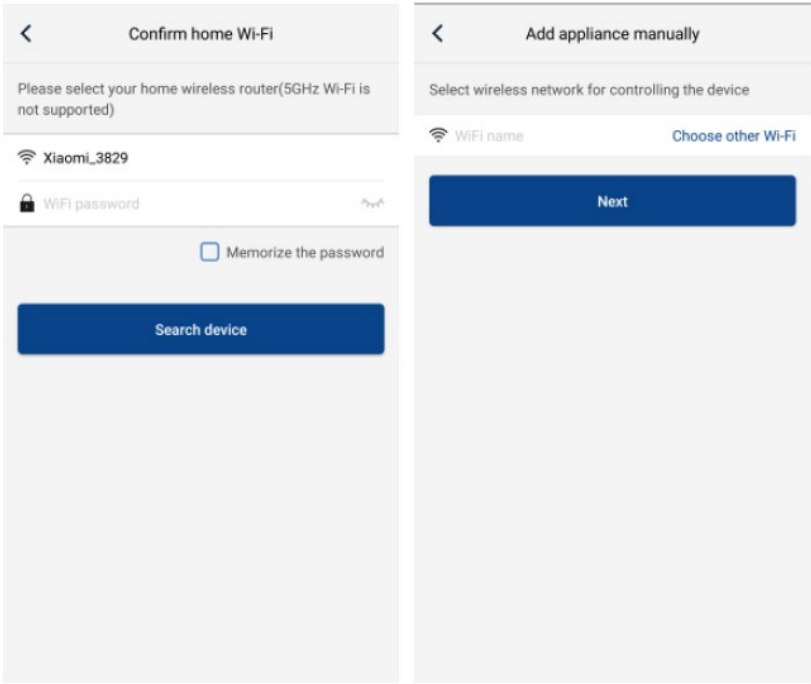 Confirm home Wi-Fi
Please select your home wireless router(5GHz Wi-Fi is
not supported)
Xiaomi_3829
WiFi password
Memorize the password
Search device
Add appliance manually
Select wireless network for controlling the device
WiFi name Choose other Wi-Fi
Next